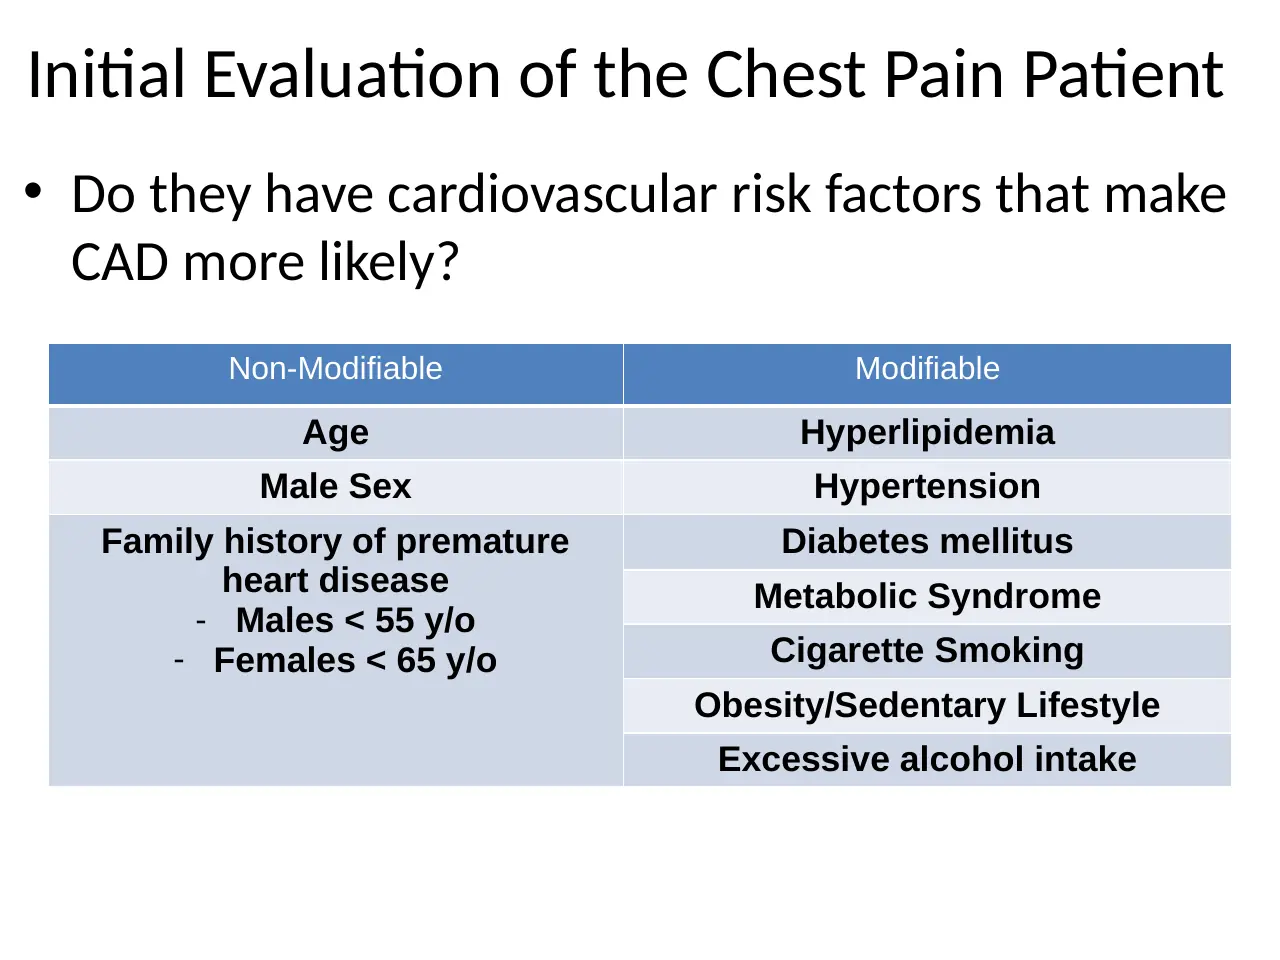 Initial Evaluation of the Chest Pain Patient
• Do they have cardiovascular risk factors that make
CAD more likely?
Non-Modifiable
Modifiable
Age
Hyperlipidemia
Male Sex
Hypertension
Family history of premature
heart disease
- Males < 55 y/o
- Females < 65 y/o
Diabetes mellitus
Metabolic Syndrome
Cigarette Smoking
Obesity/Sedentary Lifestyle
Excessive alcohol intake